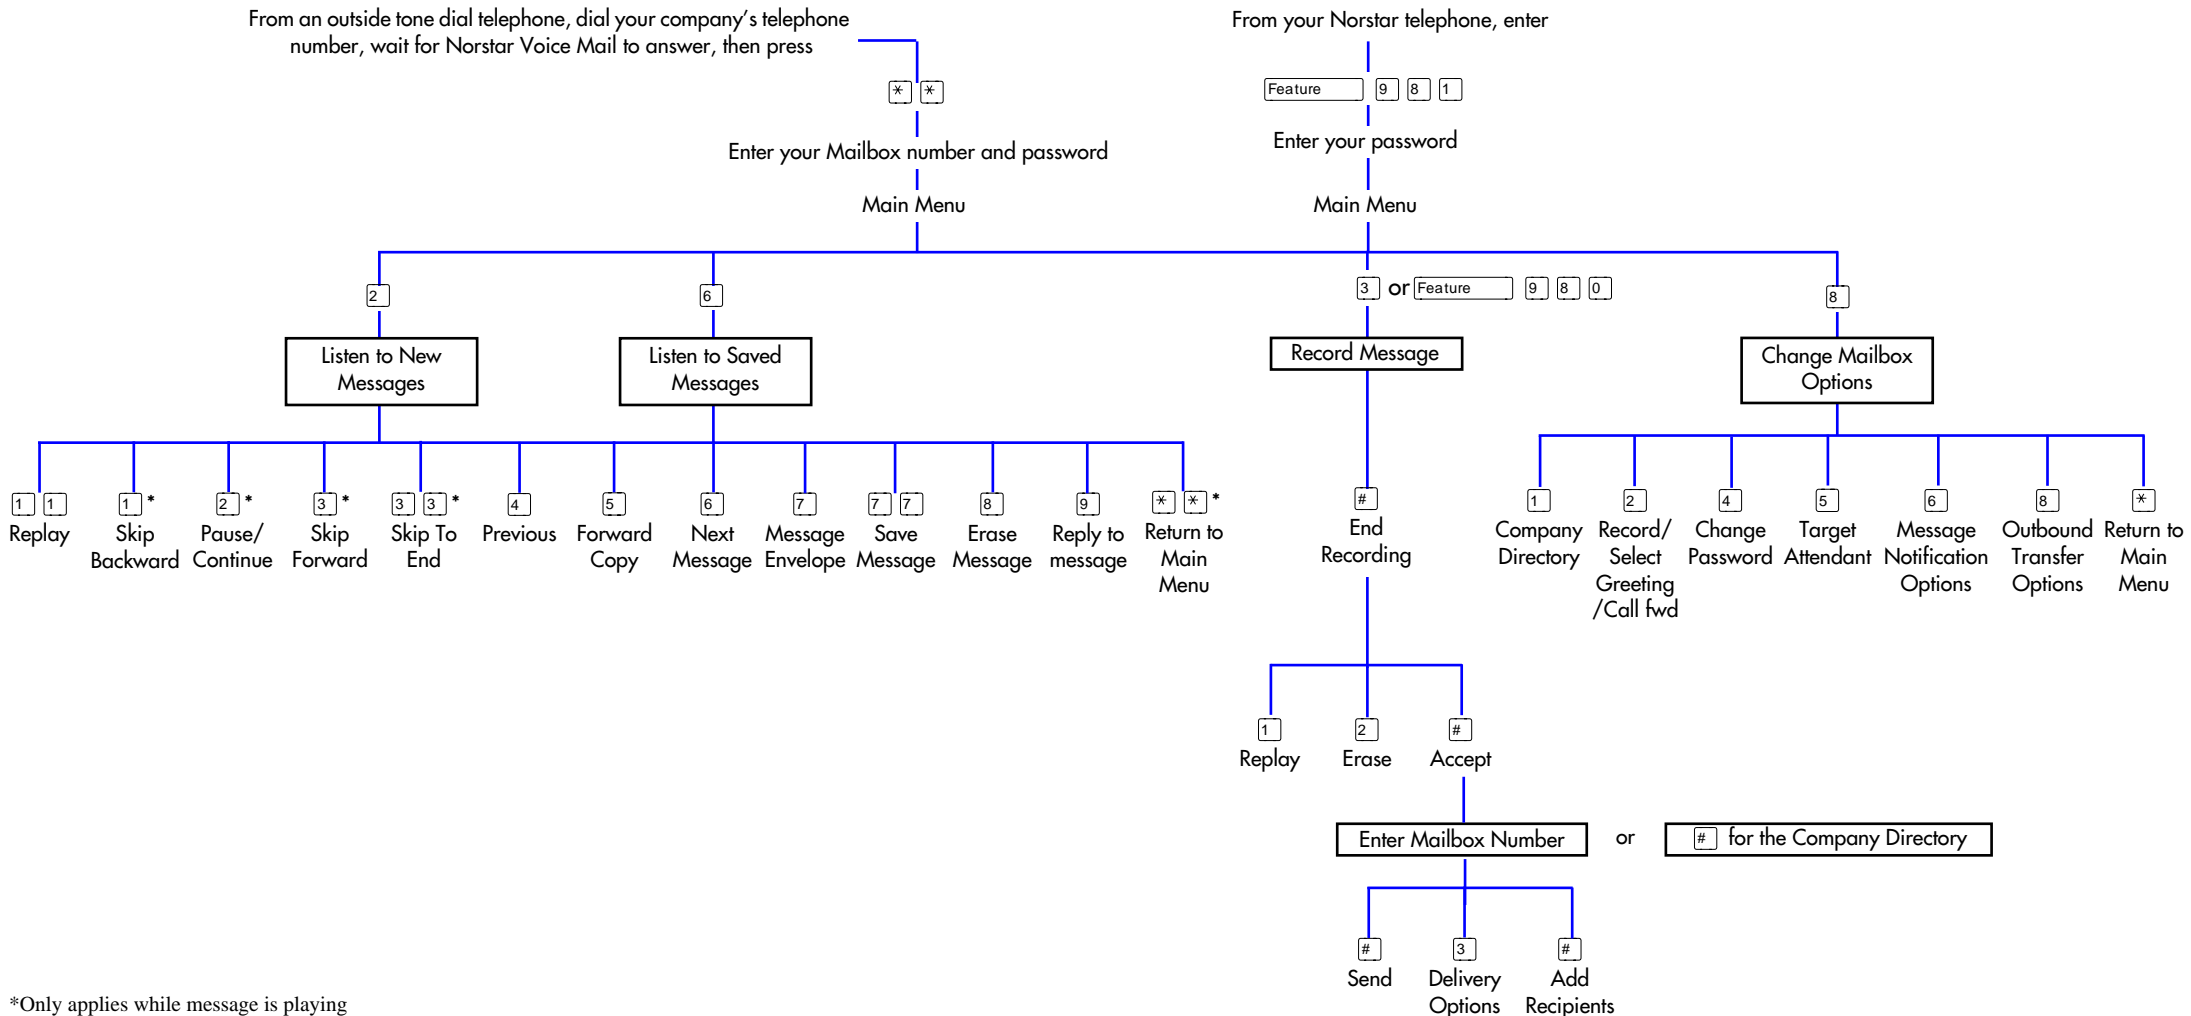 From an outside tone dial telephone, dial your company's telephone
number, wait for Norstar Voice Mail to answer, then press
* *
Enter your Mailbox number and password
Main Menu
From your Norstar telephone, enter
Feature 9 8 1
Enter your password
Main Menu
2
Listen to New
Messages
6
Listen to Saved
Messages
3 or Feature 9 8 0
Record Message
8
Change Mailbox
Options
1 1
Replay
1 *
Skip
Backward
2 *
Pause/
Continue
3 *
Skip
Forward
3 3 *
Skip To
End
4
Previous
5
Forward
Copy
6
Next
Message
7
Message
Envelope
7 7
Save
Message
8
Erase
Message
9
Reply to
message
* * *
Return to
Main
Menu
#
End
Recording
1
Replay
2
Erase
#
Accept
Enter Mailbox Number or # for the Company Directory
#
Send
3
Delivery
Options
#
Add
Recipients
1
Company
Directory
2
Record/
Select
Greeting
/Call fwd
4
Change
Password
5
Target
Attendant
6
Message
Notification
Options
8
Outbound
Transfer
Options
*
Return to
Main
Menu
*Only applies while message is playing